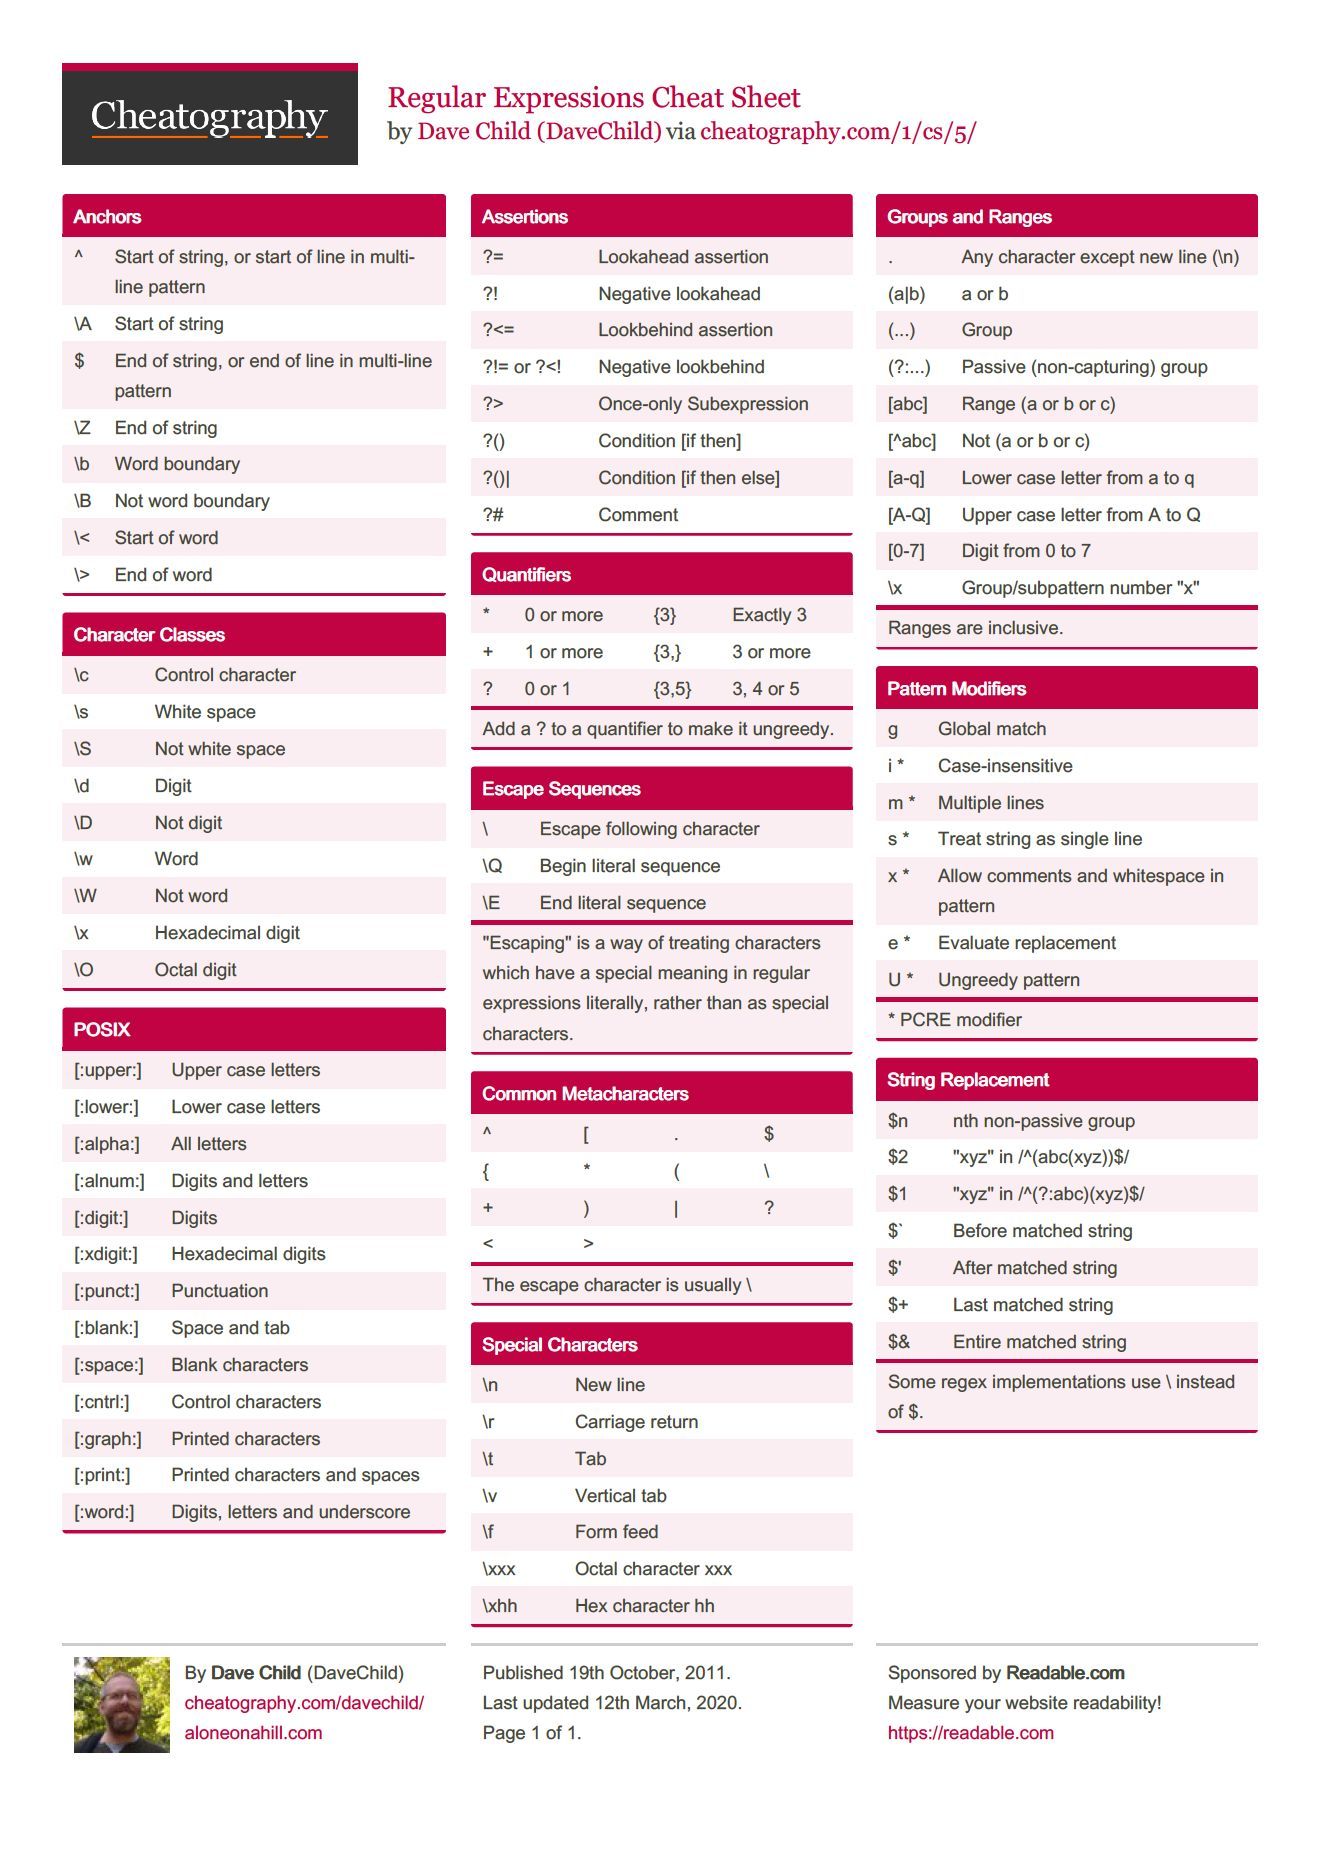 Cheatography
Regular Expressions Cheat Sheet
by Dave Child (DaveChild) via cheatography.com/1/cs/5/
Anchors
^ Start of string, or start of line in multi-
line pattern
\A Start of string
$ End of string, or end of line in multi-line
pattern
\Z End of string
\b Word boundary
\B Not word boundary
\< Start of word
\> End of word
Character Classes
\c Control character
\s White space
\S Not white space
\d Digit
\D Not digit
\w Word
\W Not word
\x Hexadecimal digit
\O Octal digit
POSIX
[:upper:] Upper case letters
[:lower:] Lower case letters
[:alpha:] All letters
[:alnum:] Digits and letters
[:digit:] Digits
[:xdigit:] Hexadecimal digits
[:punct:] Punctuation
[:blank:] Space and tab
[:space:] Blank characters
[:cntrl:] Control characters
[:graph:] Printed characters
[:print:] Printed characters and spaces
[:word:] Digits, letters and underscore
Assertions
?= Lookahead assertion
?! Negative lookahead
?<= Lookbehind assertion
?!= or ?<! Negative lookbehind
?> Once-only Subexpression
?() Condition [if then]
?()| Condition [if then else]
?# Comment
Quantifiers
* 0 or more {3} Exactly 3
+ 1 or more {3,} 3 or more
? 0 or 1 {3,5} 3, 4 or 5
Add a ? to a quantifier to make it ungreedy.
Escape Sequences
\ Escape following character
\Q Begin literal sequence
\E End literal sequence
"Escaping" is a way of treating characters
which have a special meaning in regular
expressions literally, rather than as special
characters.
Common Metacharacters
^ [ . $
{ * ( \
+ ) | ?
< >
The escape character is usually \
Special Characters
\n New line
\r Carriage return
\t Tab
\v Vertical tab
\f Form feed
\xxx Octal character xxx
\xhh Hex character hh
Groups and Ranges
. Any character except new line (\n)
(a|b) a or b
(...) Group
(?:...) Passive (non-capturing) group
[abc] Range (a or b or c)
[^abc] Not (a or b or c)
[a-q] Lower case letter from a to q
[A-Q] Upper case letter from A to Q
[0-7] Digit from 0 to 7
\x Group/subpattern number "x"
Ranges are inclusive.
Pattern Modifiers
g Global match
i * Case-insensitive
m * Multiple lines
s * Treat string as single line
x * Allow comments and whitespace in
pattern
e * Evaluate replacement
U * Ungreedy pattern
* PCRE modifier
String Replacement
$n nth non-passive group
$2 "xyz" in /^(abc(xyz))$/
$1 "xyz" in /^(?:abc)(xyz)$/
$` Before matched string
$' After matched string
$+ Last matched string
$& Entire matched string
Some regex implementations use \ instead
of $.
By Dave Child (DaveChild)
cheatography.com/davechild/
aloneonahill.com
Published 19th October, 2011.
Last updated 12th March, 2020.
Page 1 of 1.
Sponsored by Readable.com
Measure your website readability!
https://readable.com